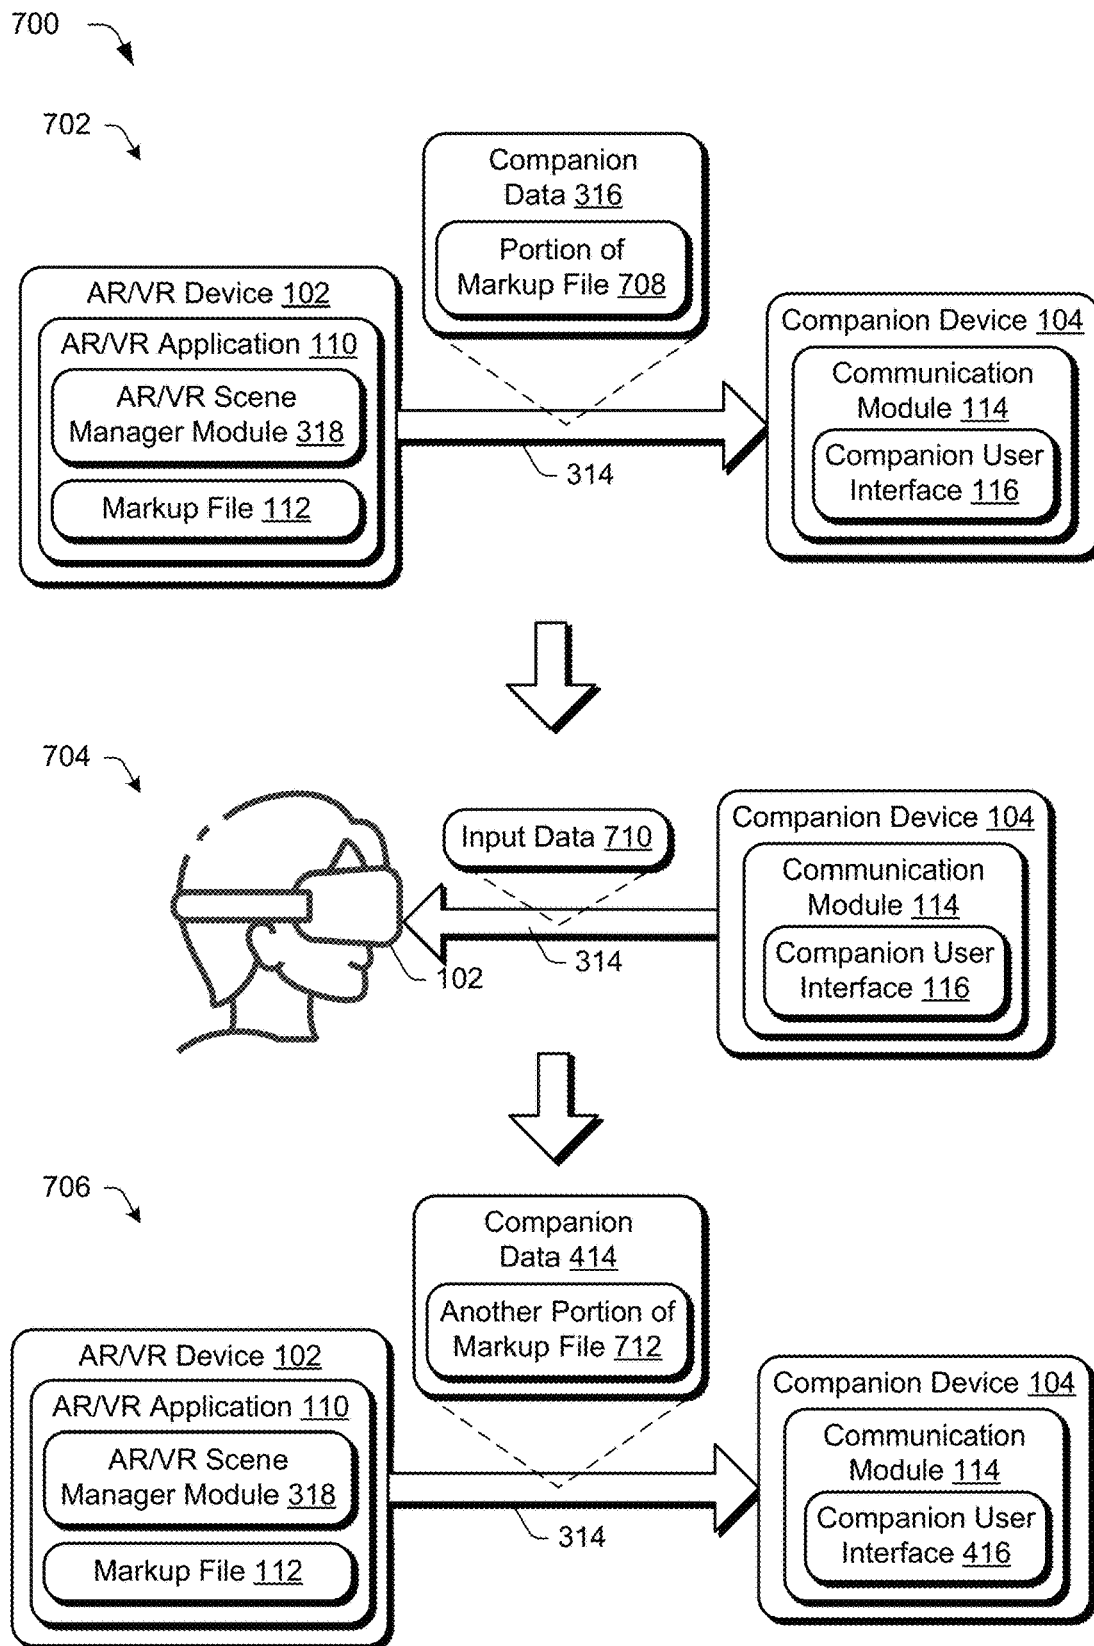 700
702
Companion
Data 316
Portion of
Markup File 708
AR/VR Device 102
AR/VR Application 110
AR/VR Scene
Manager Module 318
Markup File 112
314
Companion Device 104
Communication
Module 114
Companion User
Interface 116
704
Input Data 710
102
314
Companion Device 104
Communication
Module 114
Companion User
Interface 116
706
Companion
Data 414
Another Portion of
Markup File 712
AR/VR Device 102
AR/VR Application 110
AR/VR Scene
Manager Module 318
Markup File 112
314
Companion Device 104
Communication
Module 114
Companion User
Interface 416